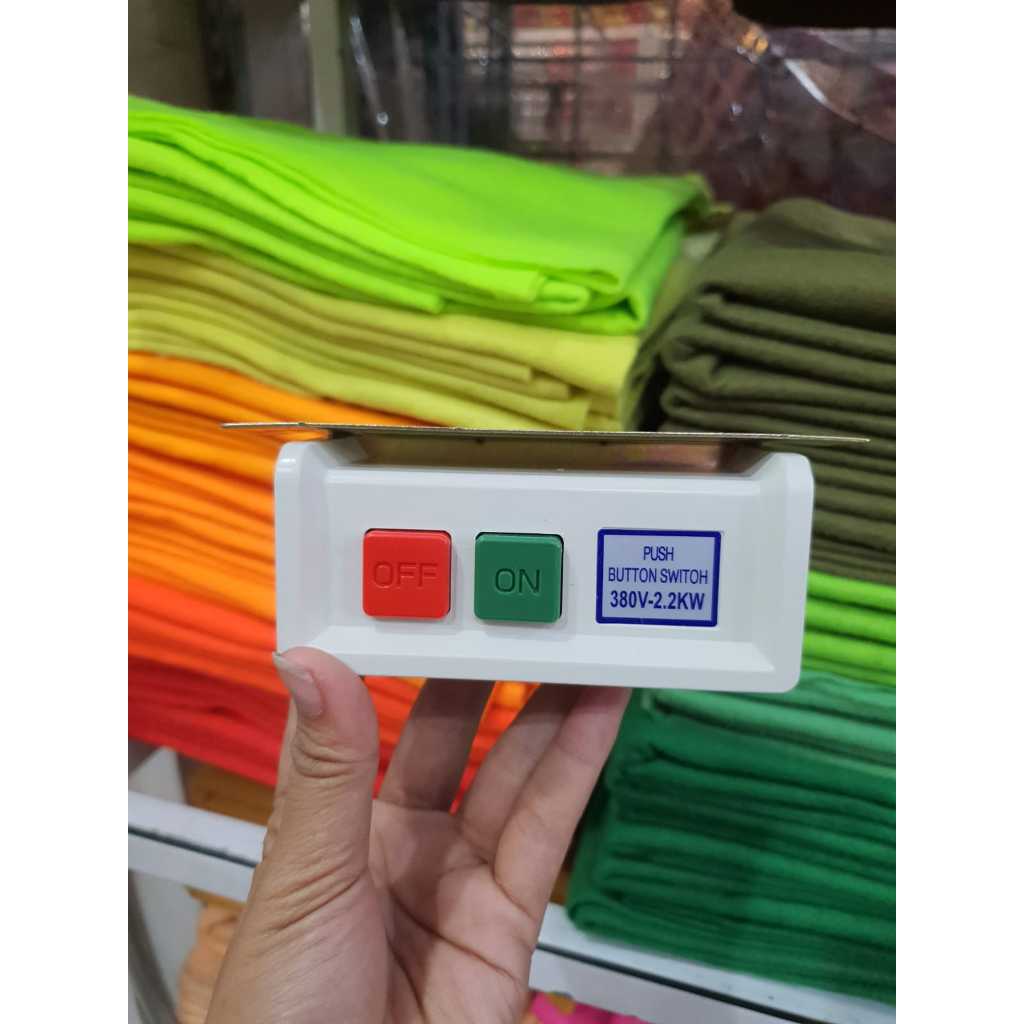 OFF
ON
PUSH
BUTTON SWITOH
380V-2.2KW